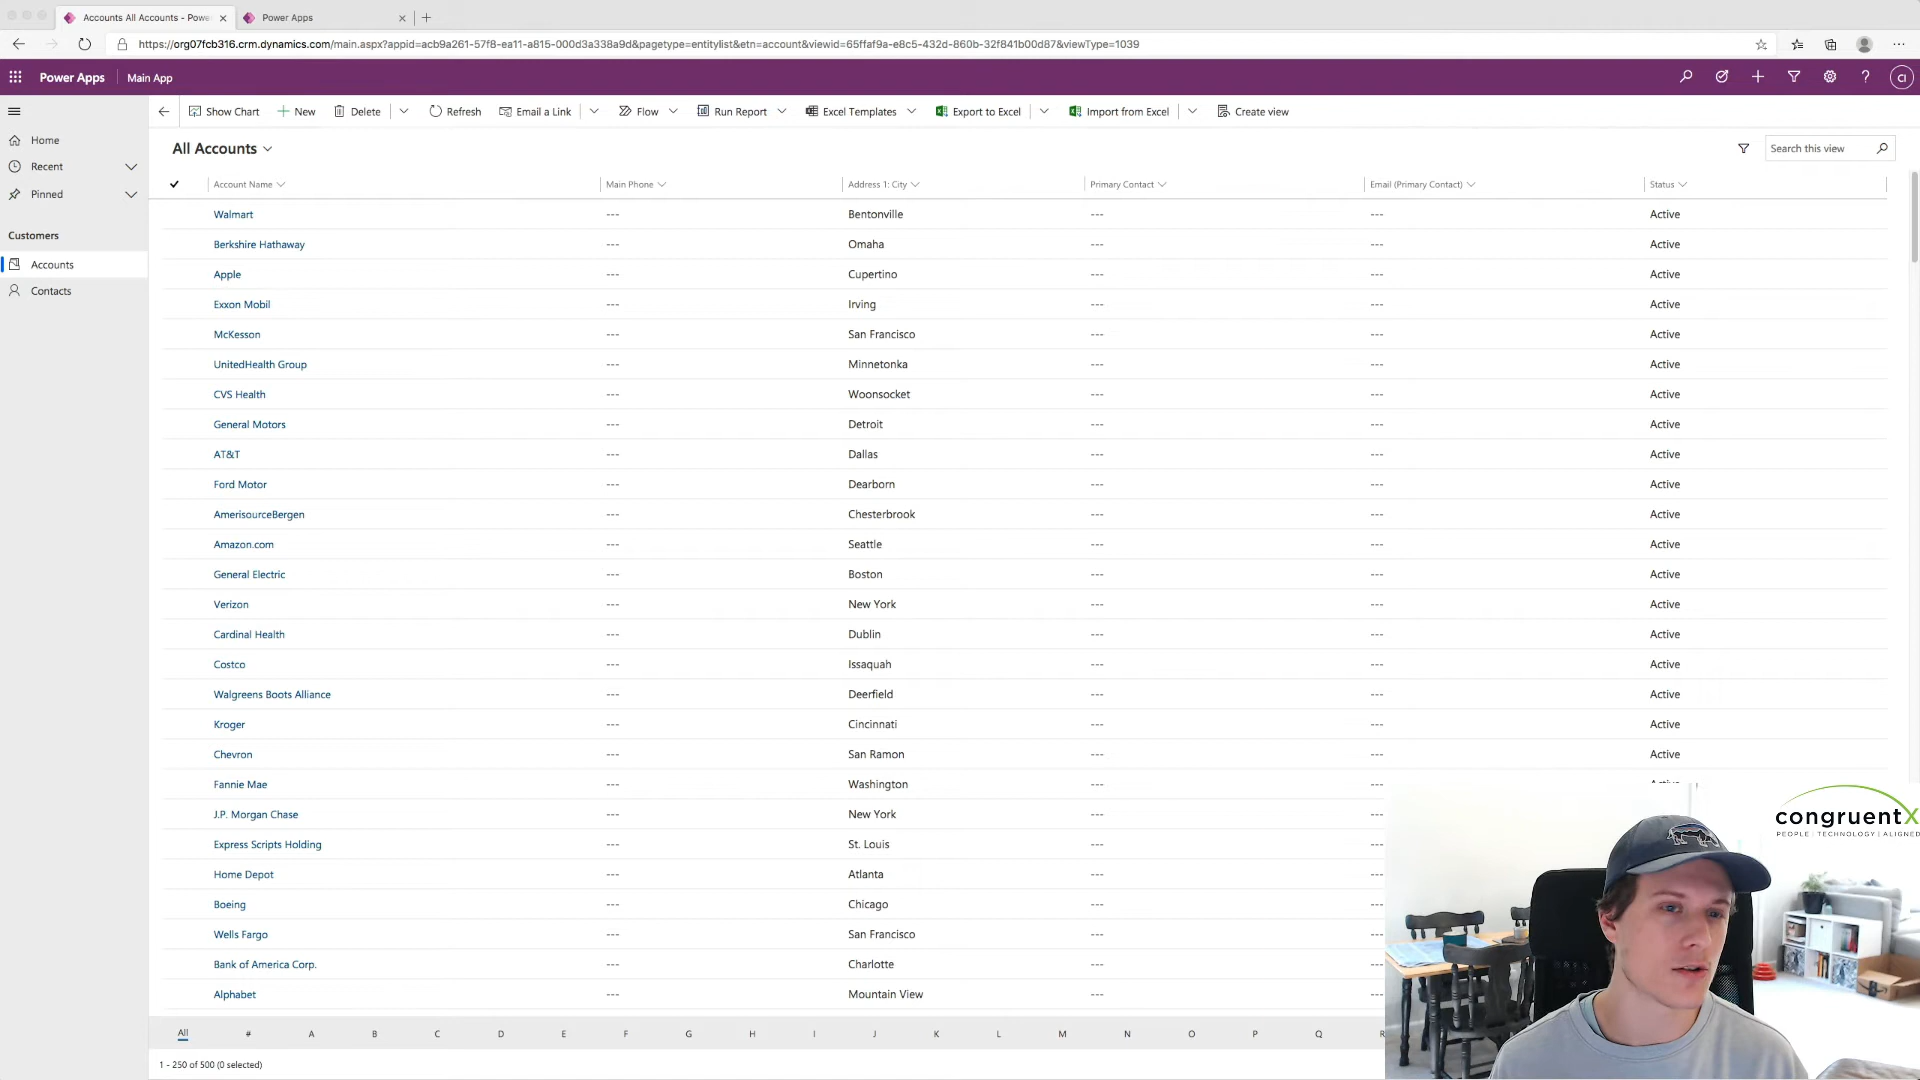 Accounts All Accounts - Powe
Power Apps
https://org07fcb316.crm.dynamics.com/main.aspx?appid=acb9a261-57f8-ea11-a815-000d3a338a9d&pagetype=entitylist&etn=account&viewid=65ffaf9a-e8c5-432d-860b-32f841b00d87&viewType=1039
Power Apps Main App CI
Show Chart New Delete Refresh Email a Link Flow Run Report Excel Templates Export to Excel Import from Excel Create view
Home
Recent
Pinned
Customers
Accounts
Contacts
All Accounts Search this view
Account Name Main Phone Address 1: City Primary Contact Email (Primary Contact) Status
Walmart --- Bentonville --- --- Active
Berkshire Hathaway --- Omaha --- --- Active
Apple --- Cupertino --- --- Active
Exxon Mobil --- Irving --- --- Active
McKesson --- San Francisco --- --- Active
UnitedHealth Group --- Minnetonka --- --- Active
CVS Health --- Woonsocket --- --- Active
General Motors --- Detroit --- --- Active
AT&T --- Dallas --- --- Active
Ford Motor --- Dearborn --- --- Active
AmerisourceBergen --- Chesterbrook --- --- Active
Amazon.com --- Seattle --- --- Active
General Electric --- Boston --- --- Active
Verizon --- New York --- --- Active
Cardinal Health --- Dublin --- --- Active
Costco --- Issaquah --- --- Active
Walgreens Boots Alliance --- Deerfield --- --- Active
Kroger --- Cincinnati --- --- Active
Chevron --- San Ramon --- --- Active
Fannie Mae --- Washington --- --- Active
J.P. Morgan Chase --- New York ---
Express Scripts Holding --- St. Louis --- ---
Home Depot --- Atlanta --- ---
Boeing --- Chicago --- ---
Wells Fargo --- San Francisco --- ---
Bank of America Corp. --- Charlotte --- ---
Alphabet --- Mountain View --- ---
All # A B C D E F G H I J K L M N O P Q R
1 - 250 of 500 (0 selected)
congruentX
PEOPLE | TECHNOLOGY | ALIGNED